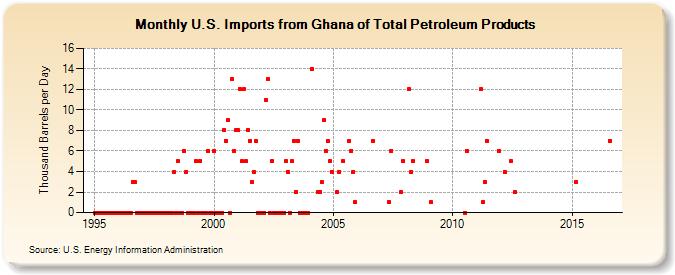 Monthly U.S. Imports from Ghana of Total Petroleum Products
Thousand Barrels per Day
16
14
12
10
8
6
4
2
0
1995 2000 2005 2010 2015
Source: U.S. Energy Information Administration